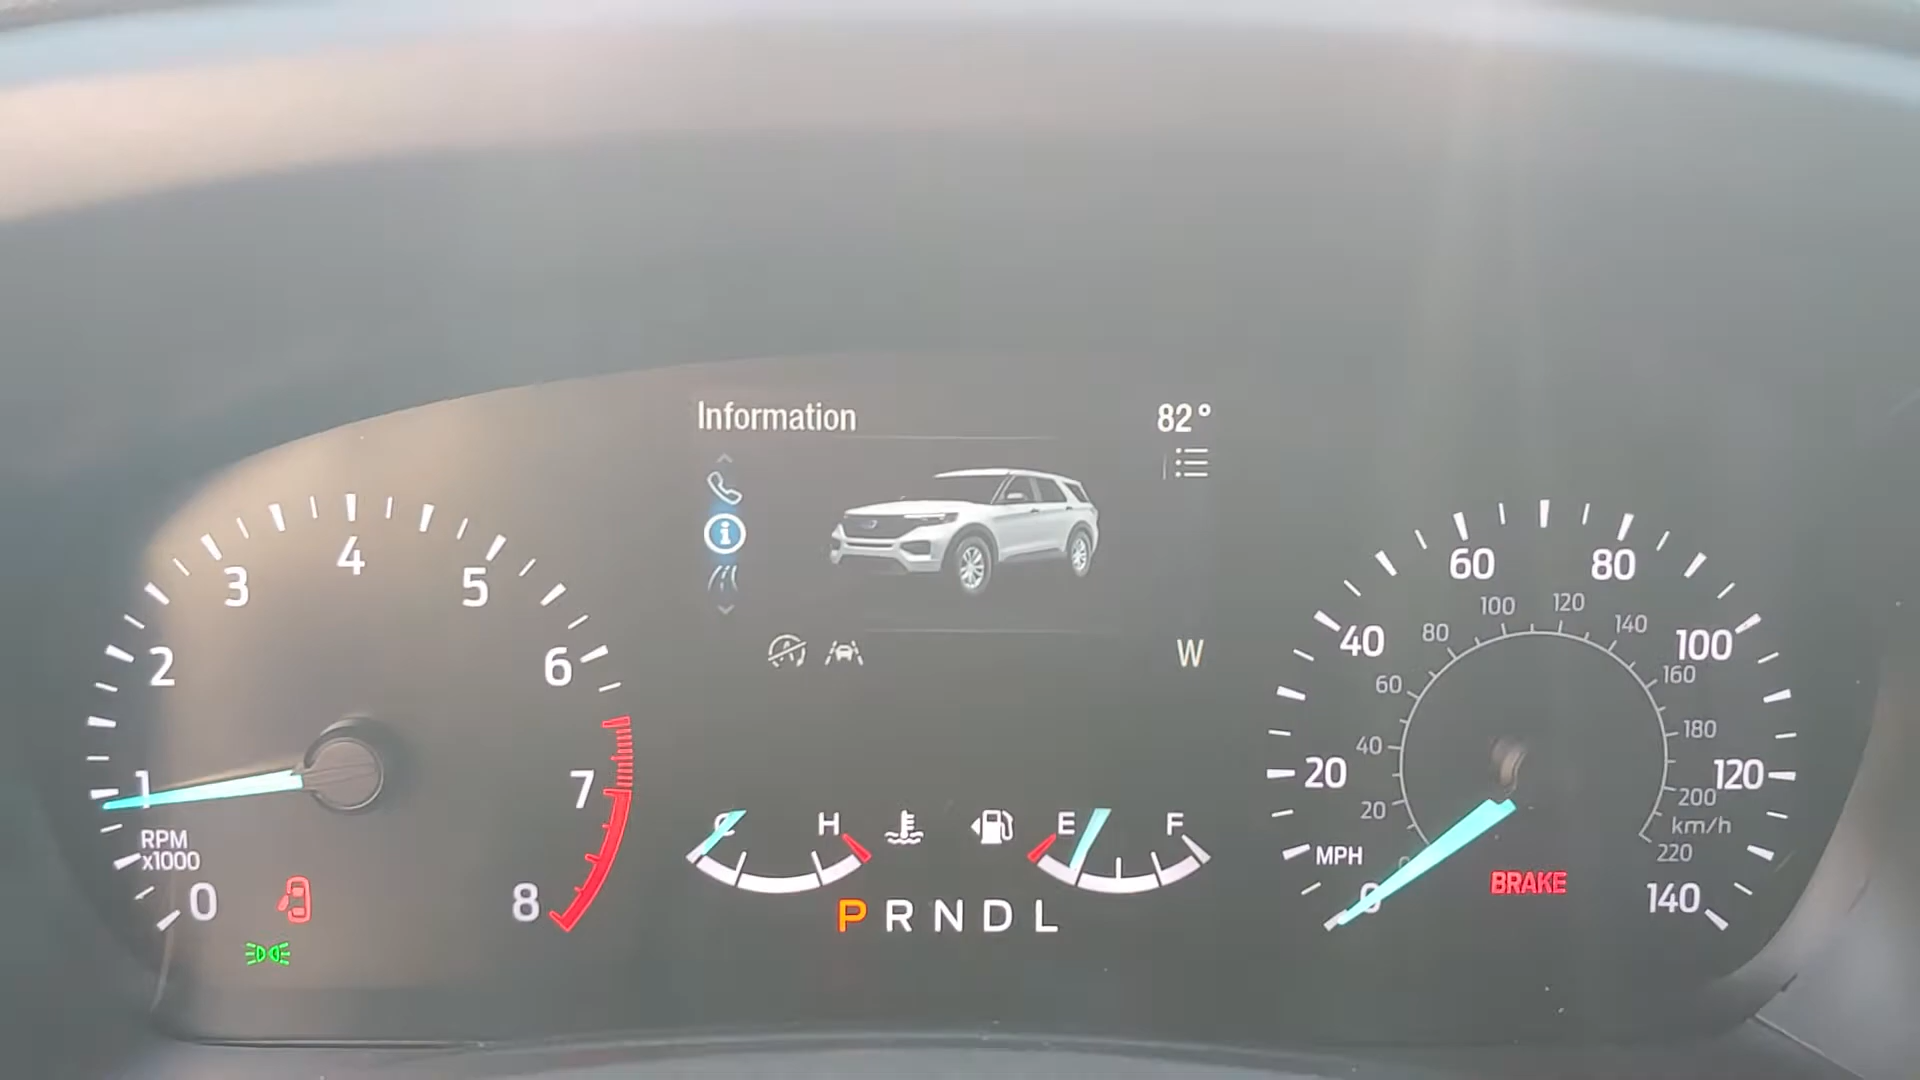 Information 82°
W
0 1 2 3 4 5 6 7 8
RPM
x1000
C H
E F
P R N D L
0 20 40 60 80 100 120 140
MPH
0 20 40 60 80 100 120 140 160 180 200 220
km/h
BRAKE